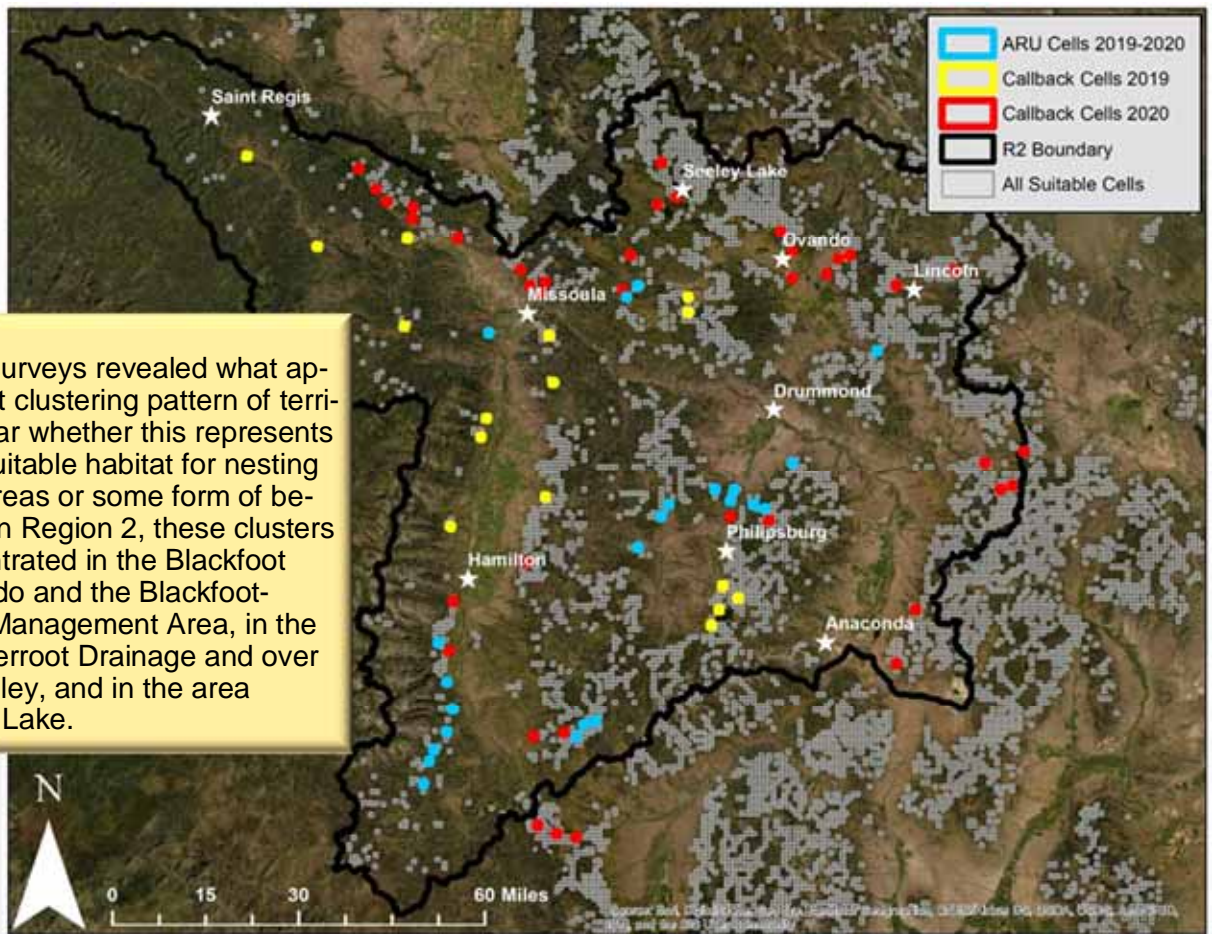 ARU Cells 2019-2020
Callback Cells 2019
Callback Cells 2020
R2 Boundary
All Suitable Cells
Saint Regis
Seeley Lake
Ovando
Lincoln
Missoula
Drummond
Philipsburg
Hamilton
Anaconda
urveys revealed what ap-
t clustering pattern of terri-
ar whether this represents
uitable habitat for nesting
reas or some form of be-
n Region 2, these clusters
ntrated in the Blackfoot
do and the Blackfoot-
Management Area, in the
erroot Drainage and over
ley, and in the area
Lake.
N
0 15 30 60 Miles